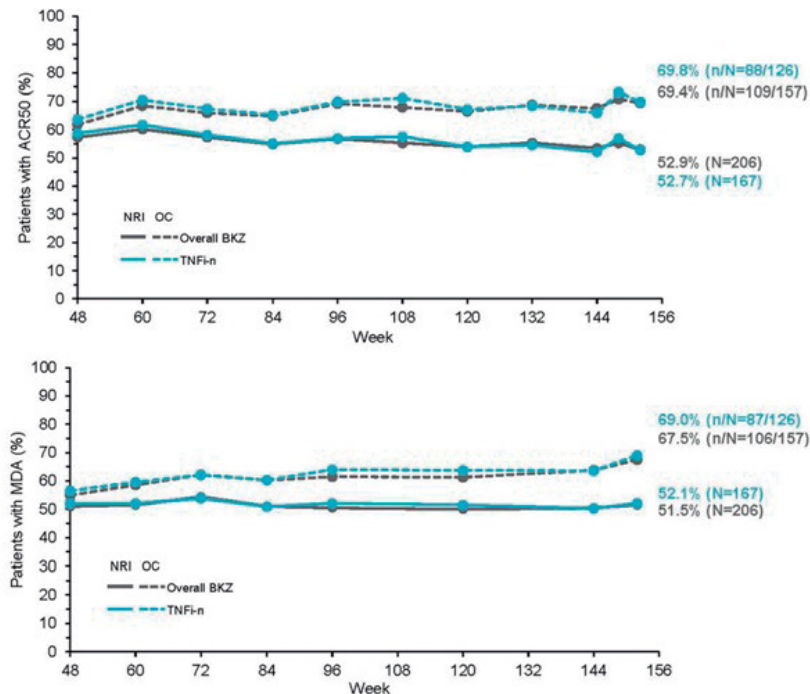 Patients with ACR50 (%)
100
90
80
70
60
50
40
30
20
10
0
69.8% (n/N=88/126)
69.4% (n/N=109/157)
52.9% (N=206)
52.7% (N=167)
NRI OC
Overall BKZ
TNFi-n
48 60 72 84 96 108 120 132 144 156
Week
Patients with MDA (%)
100
90
80
70
60
50
40
30
20
10
0
69.0% (n/N=87/126)
67.5% (n/N=106/157)
52.1% (N=167)
51.5% (N=206)
NRI OC
Overall BKZ
TNFi-n
48 60 72 84 96 108 120 132 144 156
Week